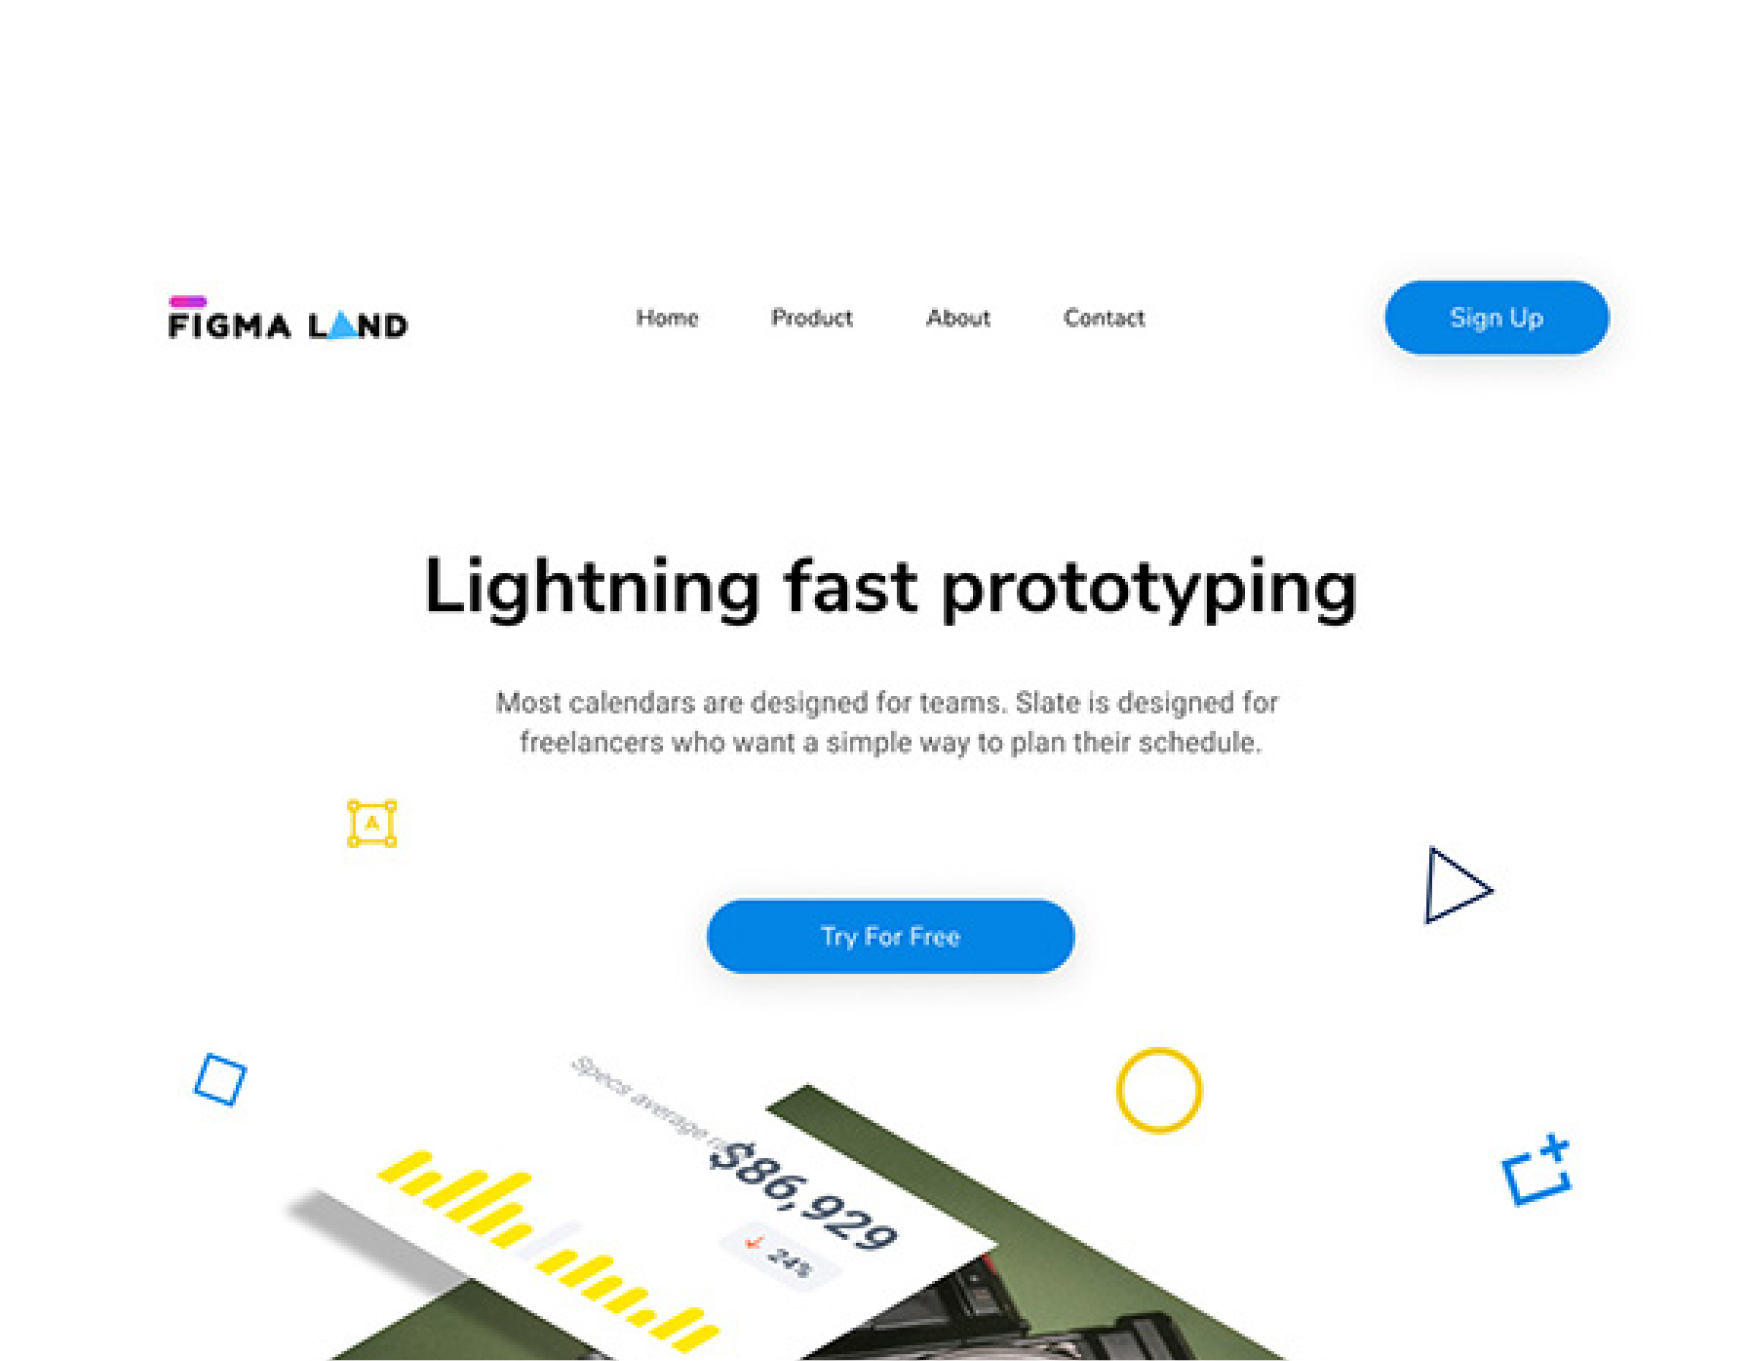 FIGMA LAND
Home
Product
About
Contact
Sign Up
Lightning fast prototyping
Most calendars are designed for teams. Slate is designed for
freelancers who want a simple way to plan their schedule.
A
Try For Free
Specs average
$86,929
↓ 24%